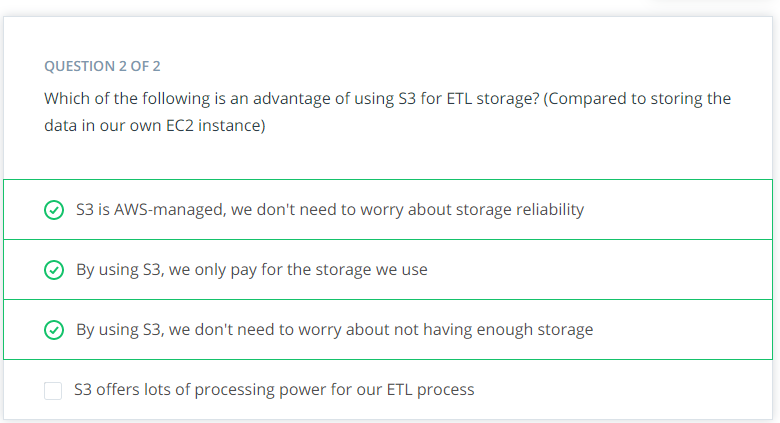 QUESTION 2 OF 2
Which of the following is an advantage of using S3 for ETL storage? (Compared to storing the
data in our own EC2 instance)
S3 is AWS-managed, we don't need to worry about storage reliability
By using S3, we only pay for the storage we use
By using S3, we don't need to worry about not having enough storage
S3 offers lots of processing power for our ETL process